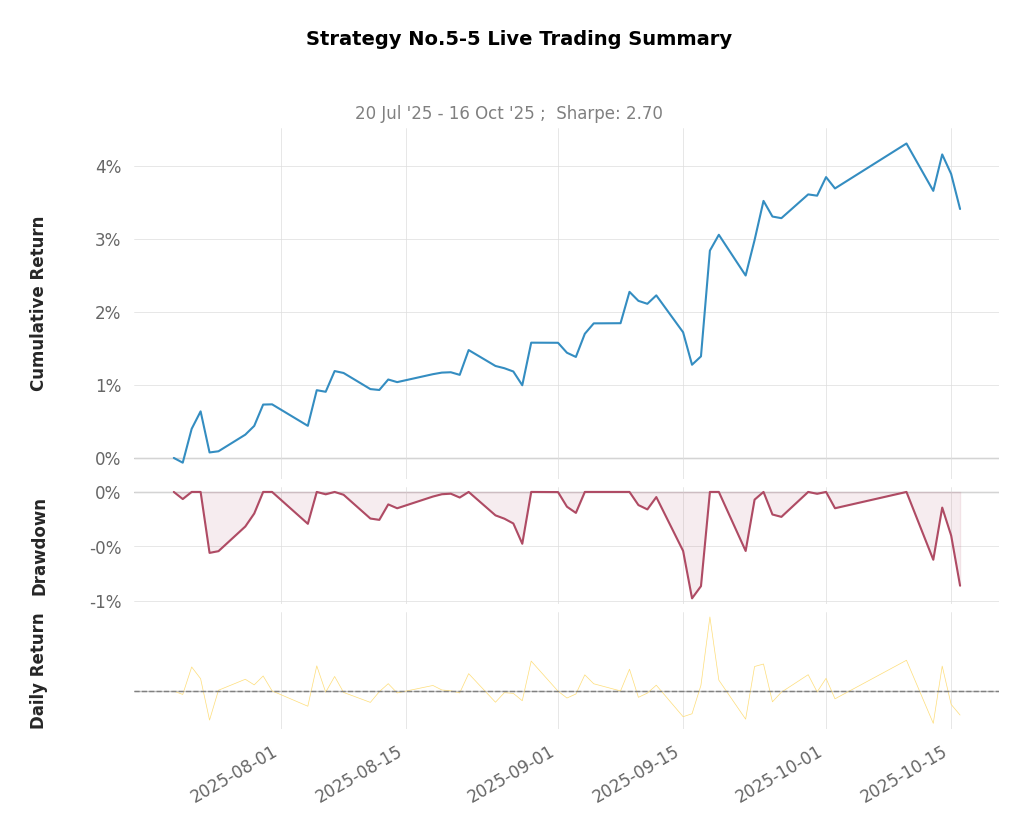 Strategy No.5-5 Live Trading Summary
20 Jul '25 - 16 Oct '25 ;  Sharpe: 2.70
Cumulative Return
4%
3%
2%
1%
0%
Drawdown
0%
-0%
-1%
Daily Return
2025-08-01
2025-08-15
2025-09-01
2025-09-15
2025-10-01
2025-10-15